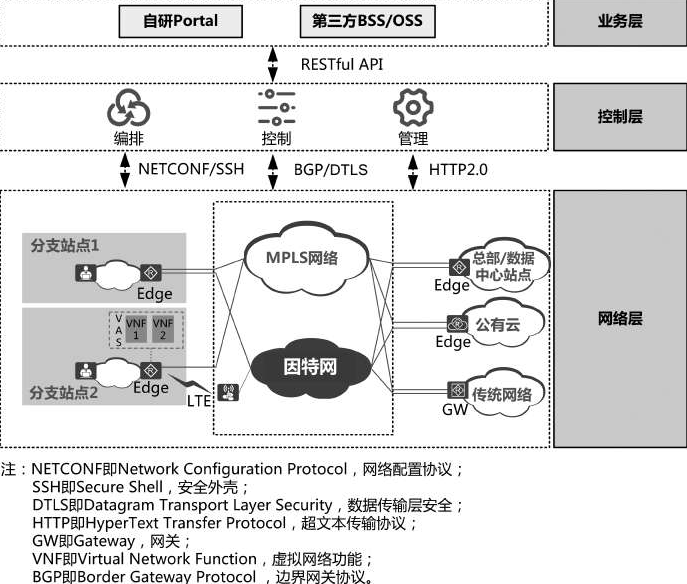 自研Portal
第三方BSS/OSS
业务层
RESTful API
编排
控制
管理
控制层
NETCONF/SSH
BGP/DTLS
HTTP2.0
分支站点1
Edge
MPLS网络
总部/数据
中心站点
Edge
VAS
VNF
1
VNF
2
公有云
Edge
网络层
因特网
Edge
分支站点2
LTE
传统网络
GW
注：NETCONF即Network Configuration Protocol，网络配置协议；
SSH即Secure Shell，安全外壳；
DTLS即Datagram Transport Layer Security，数据传输层安全；
HTTP即HyperText Transfer Protocol，超文本传输协议；
GW即Gateway，网关；
VNF即Virtual Network Function，虚拟网络功能；
BGP即Border Gateway Protocol ，边界网关协议。